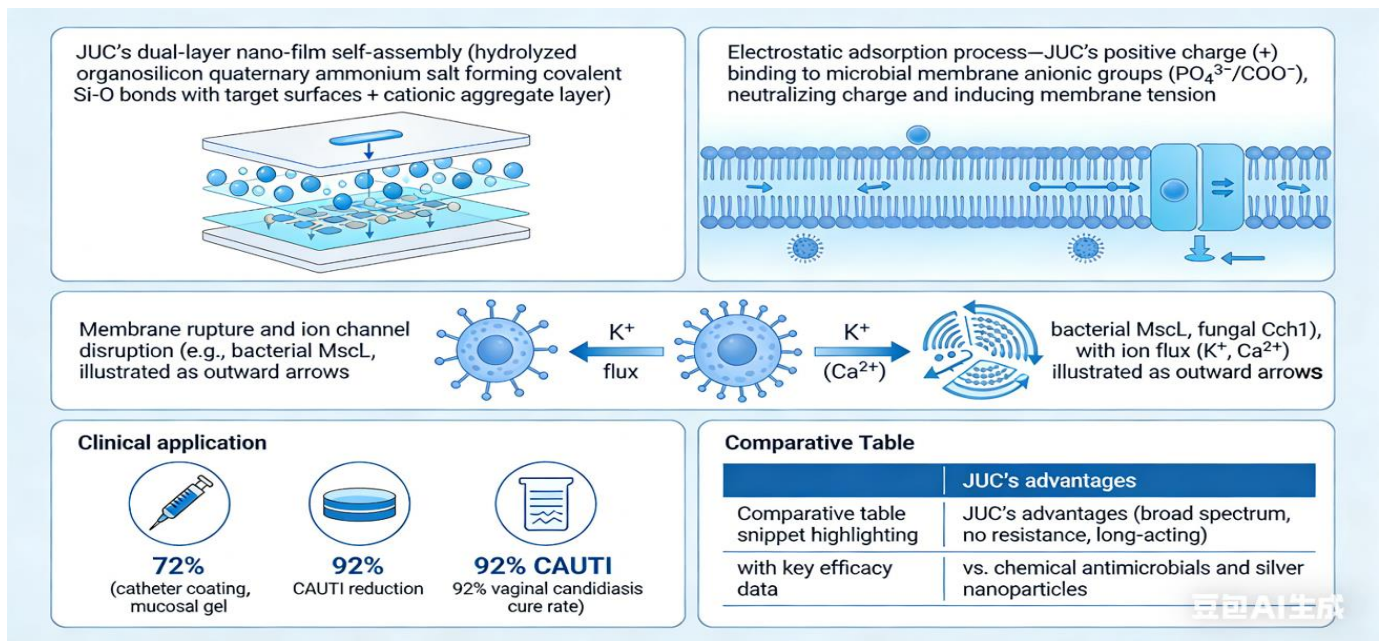 JUC's dual-layer nano-film self-assembly (hydrolyzed
organosilicon quaternary ammonium salt forming covalent
Si-O bonds with target surfaces + cationic aggregate layer)
Electrostatic adsorption process—JUC's positive charge (+)
binding to microbial membrane anionic groups (PO₄³⁻/COO⁻),
neutralizing charge and inducing membrane tension
Membrane rupture and ion channel
disruption (e.g., bacterial MscL,
illustrated as outward arrows
K⁺
flux
K⁺
(Ca²⁺)
bacterial MscL, fungal Cch1),
with ion flux (K⁺, Ca²⁺)
illustrated as outward arrows
Clinical application
72%
(catheter coating,
mucosal gel
92%
CAUTI reduction
92% CAUTI
92% vaginal candidiasis
cure rate)
Comparative Table
JUC's advantages
Comparative table
snippet highlighting
JUC's advantages (broad spectrum,
no resistance, long-acting)
with key efficacy
data
vs. chemical antimicrobials and silver
nanoparticles
豆包AI生成